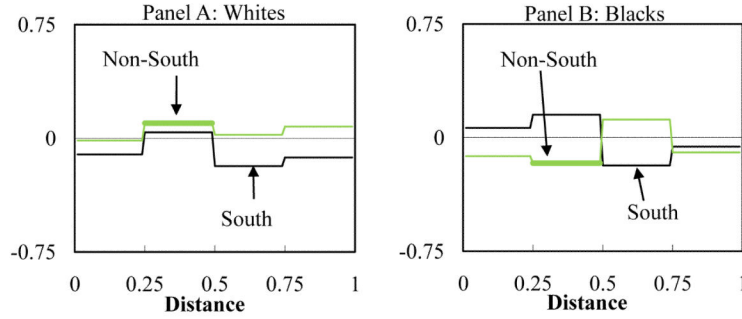 Panel A: Whites
0.75
Non-South
0
South
-0.75
0 0.25 0.5 0.75 1
Distance
Panel B: Blacks
0.75
Non-South
0
South
-0.75
0 0.25 0.5 0.75 1
Distance